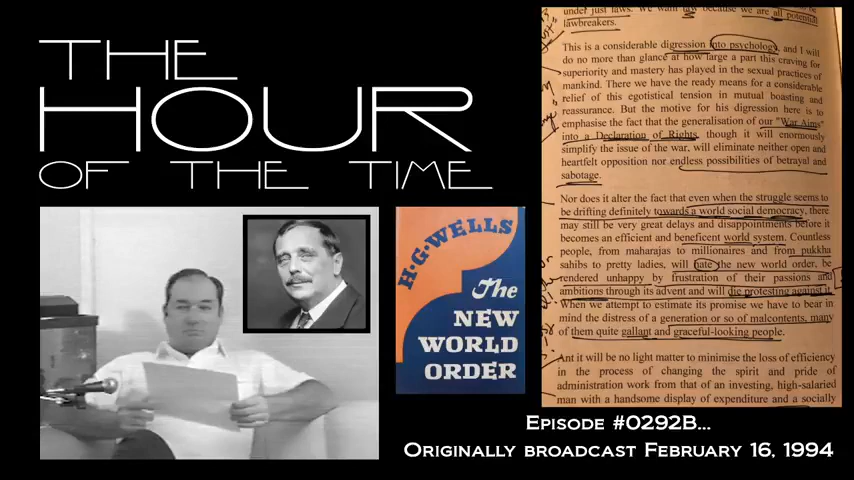 THE
HOUR
OF THE TIME
H·G·WELLS
The
NEW
WORLD
ORDER
under just laws. We want law because we are all potential
lawbreakers.
This is a considerable digression into psychology, and I will
do no more than glance at how large a part this craving for
superiority and mastery has played in the sexual practices of
mankind. There we have the ready means for a considerable
relief of this egotistical tension in mutual boasting and
reassurance. But the motive for his digression here is to
emphasise the fact that the generalisation of our "War Aims"
into a Declaration of Rights, though it will enormously
simplify the issue of the war, will eliminate neither open and
heartfelt opposition nor endless possibilities of betrayal and
sabotage.
Nor does it alter the fact that even when the struggle seems to
be drifting definitely towards a world social democracy, there
may still be very great delays and disappointments before it
becomes an efficient and beneficent world system. Countless
people, from maharajas to millionaires and from pukkha
sahibs to pretty ladies, will hate the new world order, be
rendered unhappy by frustration of their passions and
ambitions through its advent and will die protesting against it.
When we attempt to estimate its promise we have to bear in
mind the distress of a generation or so of malcontents, many
of them quite gallant and graceful-looking people.
Ant it will be no light matter to minimise the loss of efficiency
in the process of changing the spirit and pride of
administration work from that of an investing, high-salaried
man with a handsome display of expenditure and a socially
Episode #0292B...
Originally broadcast February 16, 1994